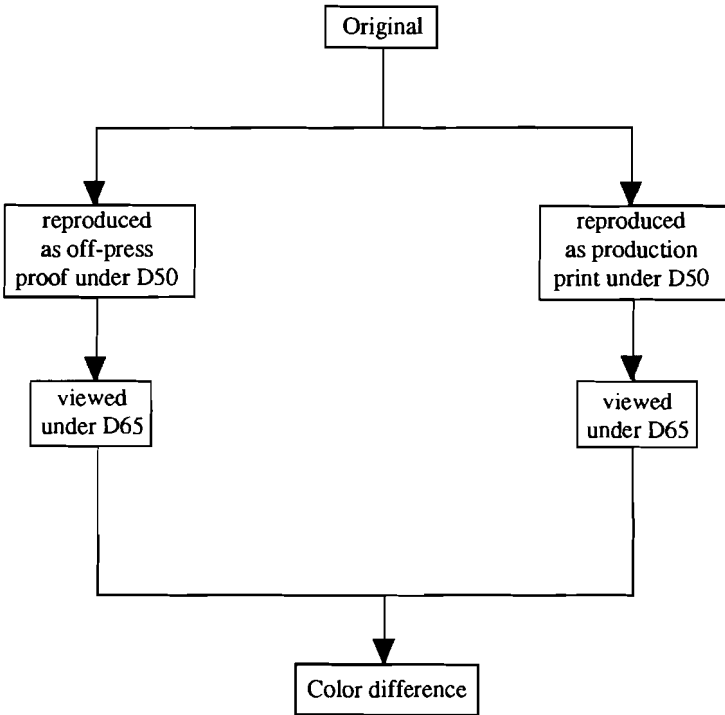 Original
reproduced
as off-press
proof under D50
reproduced
as production
print under D50
viewed
under D65
viewed
under D65
Color difference